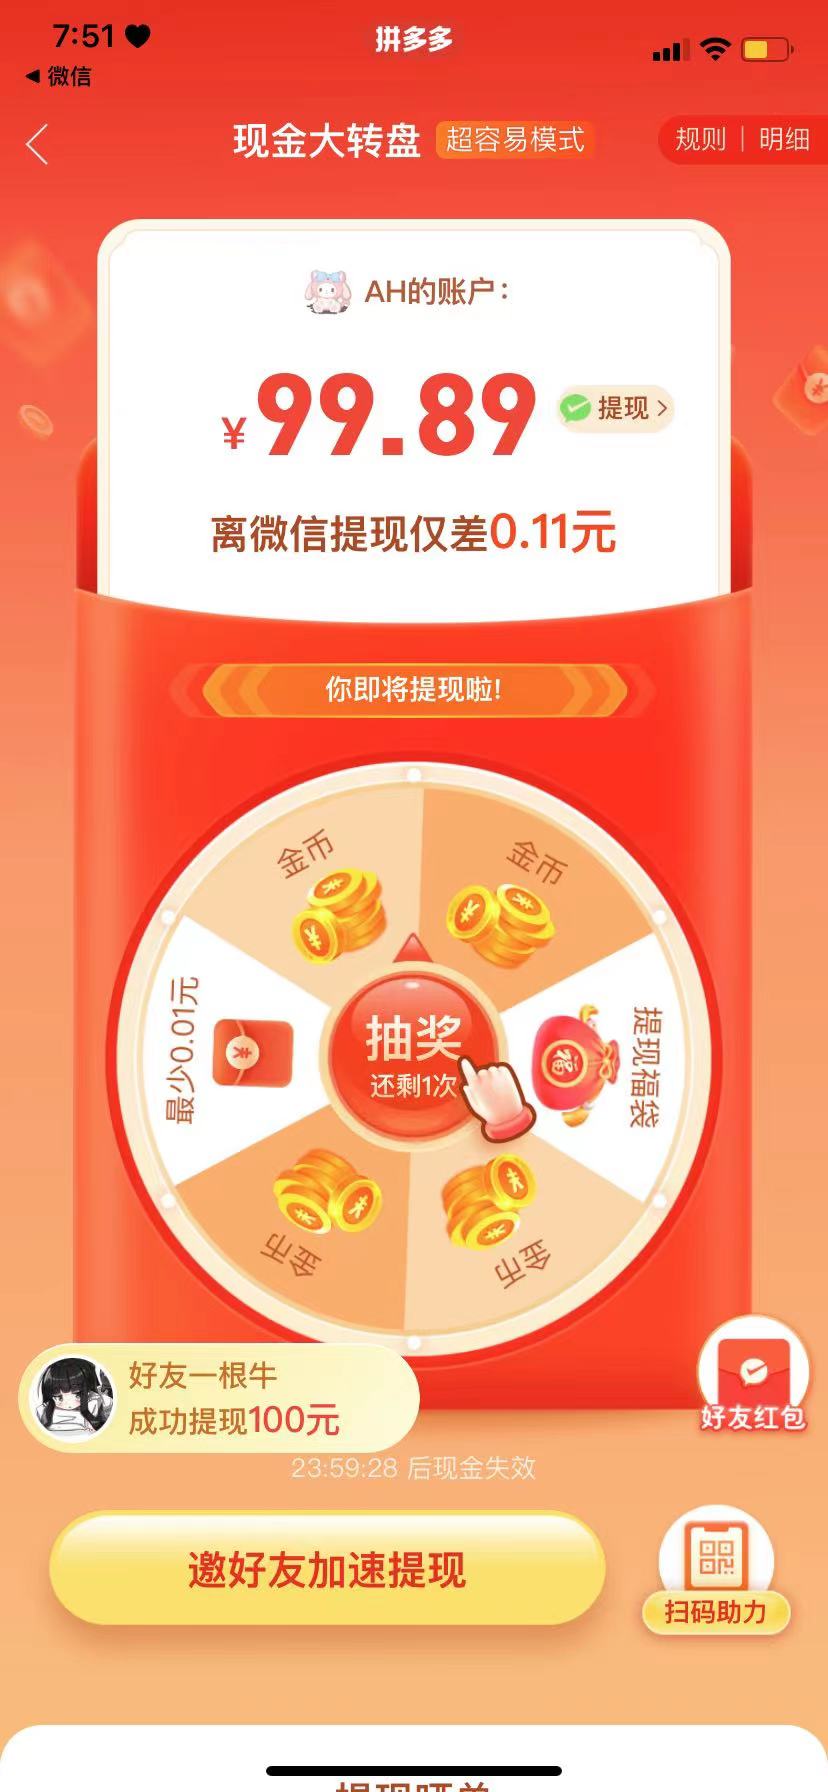 7:51
拼多多
微信
现金大转盘 超容易模式 规则 | 明细
AH的账户：
¥99.89 提现
离微信提现仅差0.11元
你即将提现啦!
金币
金币
最少0.01元
提现福袋
福
抽奖
还剩1次
金币
金币
好友一根牛
成功提现100元
好友红包
23:59:28 后现金失效
邀好友加速提现
扫码助力